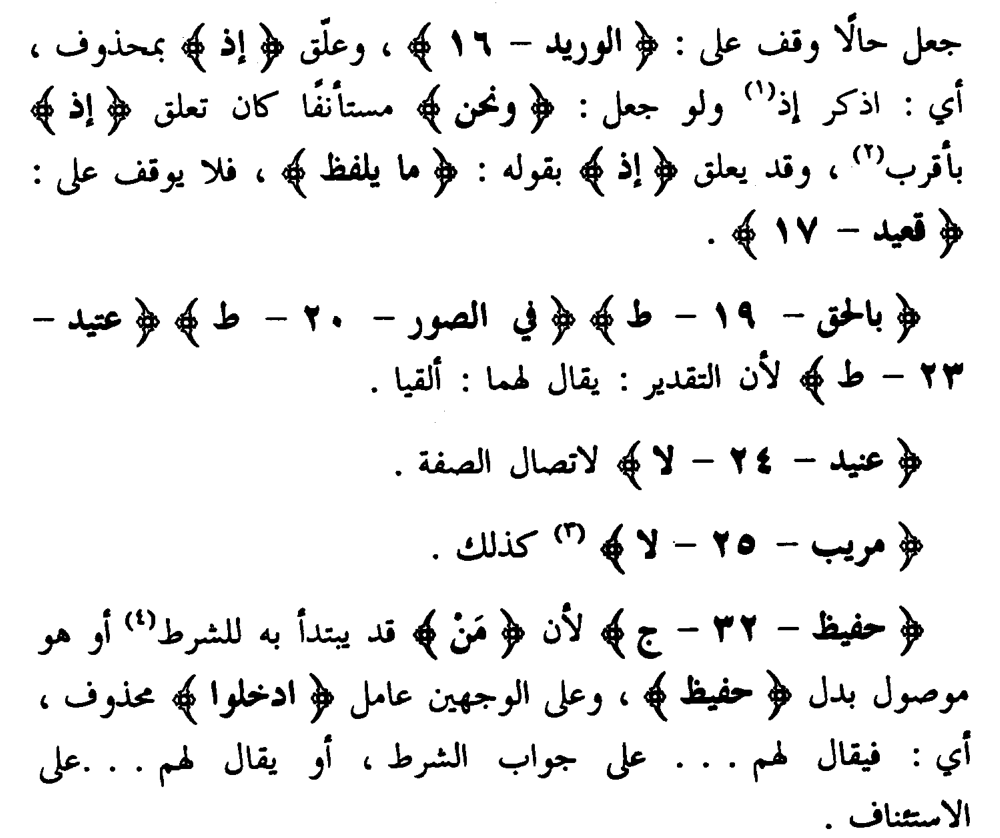 جعل حالًا وقف على : ﴿ الوريد – ١٦ ﴾ ، وعلّق ﴿ إذ ﴾ بمحذوف ،
أي : اذكر إذ(١) ولو جعل : ﴿ ونحن ﴾ مستأنفًا كان تعلق ﴿ إذ ﴾
بأقرب(٢) ، وقد يعلق ﴿ إذ ﴾ بقوله : ﴿ ما يلفظ ﴾ ، فلا يوقف على :
﴿ قعيد – ١٧ ﴾ .
﴿ بالحق – ١٩ – ط ﴾ ﴿ في الصور – ٢٠ – ط ﴾ ﴿ عتيد –
٢٣ – ط ﴾ لأن التقدير : يقال لهما : ألقيا .
﴿ عنيد – ٢٤ – لا ﴾ لاتصال الصفة .
﴿ مريب – ٢٥ – لا ﴾ (٣) كذلك .
﴿ حفيظ – ٣٢ – ج ﴾ لأن ﴿ مَنْ ﴾ قد يبتدأ به للشرط(٤) أو هو
موصول بدل ﴿ حفيظ ﴾ ، وعلى الوجهين عامل ﴿ ادخلوا ﴾ محذوف ،
أي : فيقال لهم . . . على جواب الشرط ، أو يقال لهم . . .على
الاستئناف .